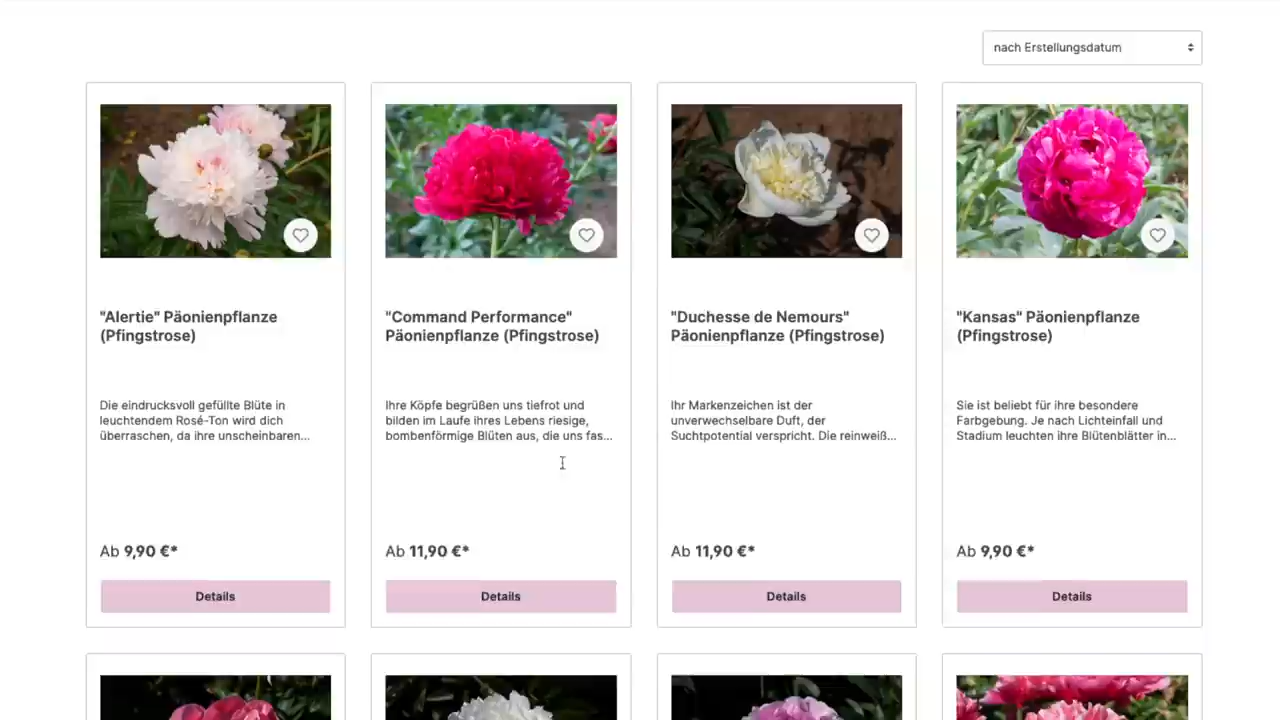 nach Erstellungsdatum
"Alertie" Päonienpflanze
(Pfingstrose)
Die eindrucksvoll gefüllte Blüte in
leuchtendem Rosé-Ton wird dich
überraschen, da ihre unscheinbaren...
Ab 9,90 €*
Details
"Command Performance"
Päonienpflanze (Pfingstrose)
Ihre Köpfe begrüßen uns tiefrot und
bilden im Laufe ihres Lebens riesige,
bombenförmige Blüten aus, die uns fas...
Ab 11,90 €*
Details
"Duchesse de Nemours"
Päonienpflanze (Pfingstrose)
Ihr Markenzeichen ist der
unverwechselbare Duft, der
Suchtpotential verspricht. Die reinweiß...
Ab 11,90 €*
Details
"Kansas" Päonienpflanze
(Pfingstrose)
Sie ist beliebt für ihre besondere
Farbgebung. Je nach Lichteinfall und
Stadium leuchten ihre Blütenblätter in...
Ab 9,90 €*
Details